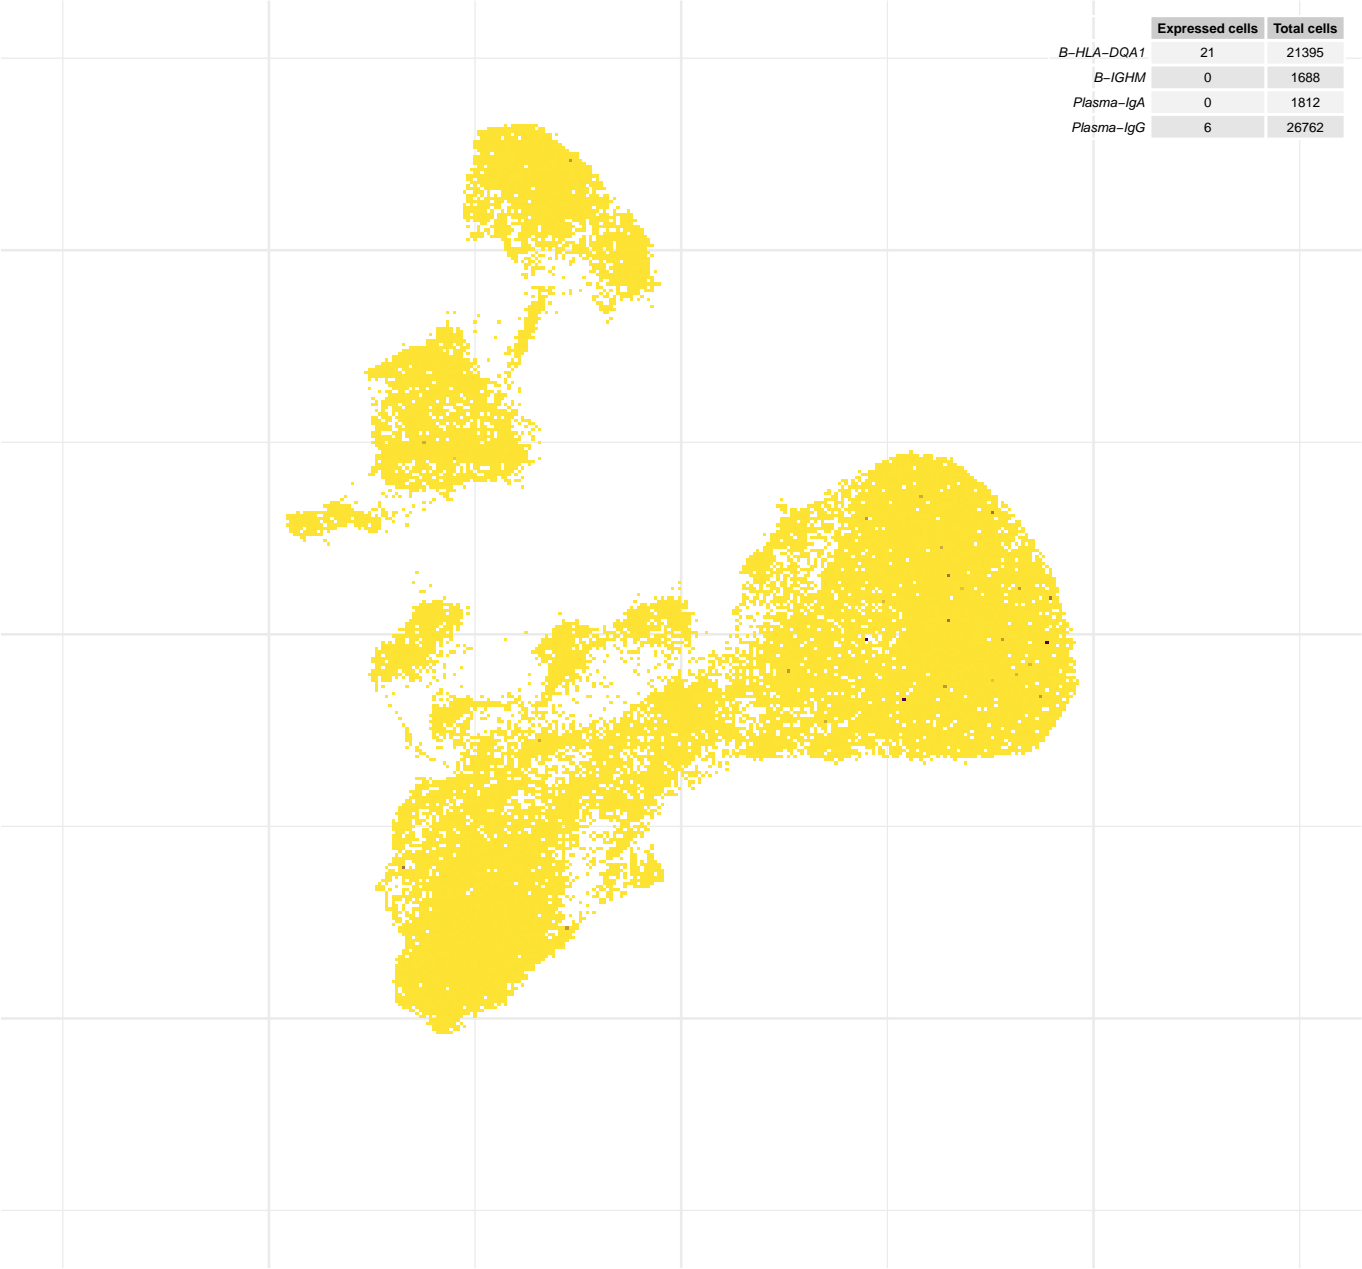 Expressed cells Total cells
B−HLA−DQA1 21 21395
B−IGHM 0 1688
Plasma−IgA 0 1812
Plasma−IgG 6 26762